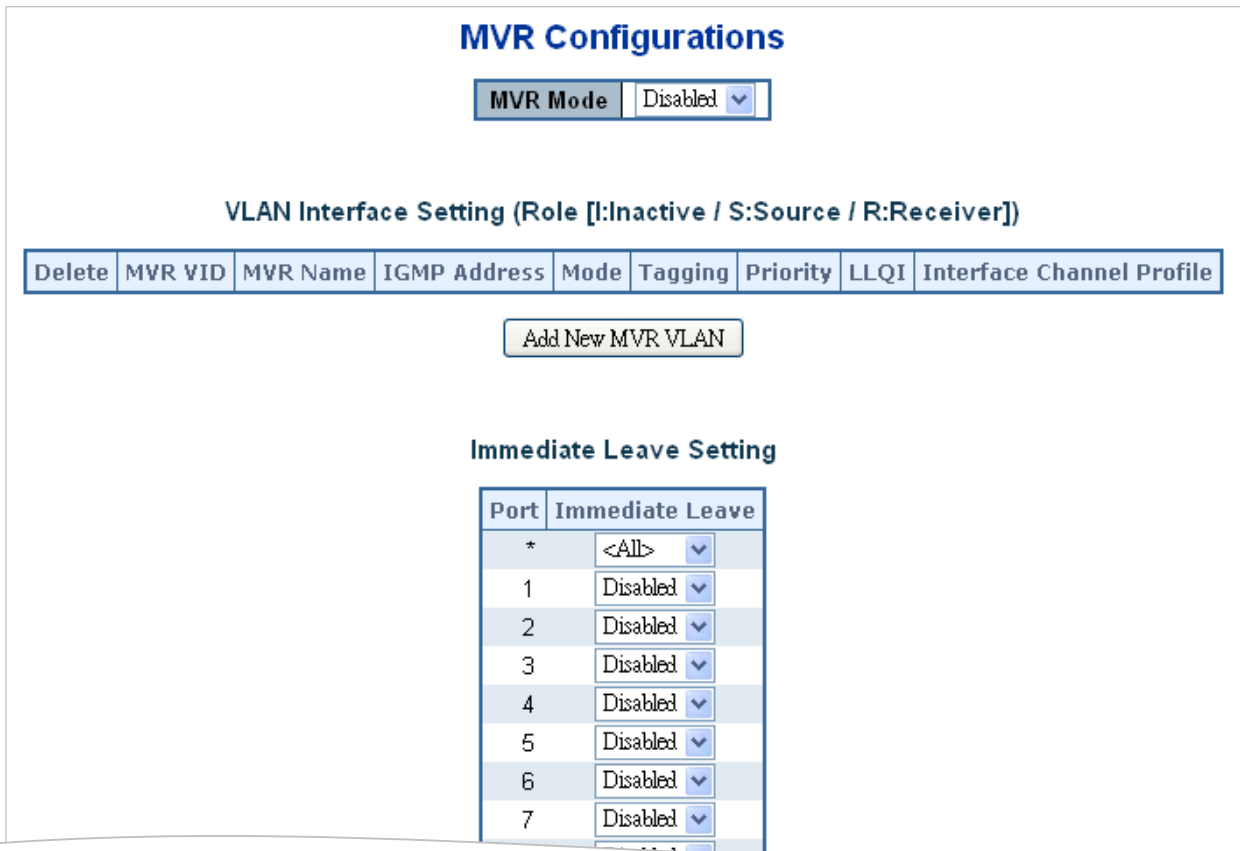 MVR Configurations
MVR Mode Disabled
VLAN Interface Setting (Role [I:Inactive / S:Source / R:Receiver])
Delete MVR VID MVR Name IGMP Address Mode Tagging Priority LLQI Interface Channel Profile
Add New MVR VLAN
Immediate Leave Setting
Port Immediate Leave
* <All>
1 Disabled
2 Disabled
3 Disabled
4 Disabled
5 Disabled
6 Disabled
7 Disabled